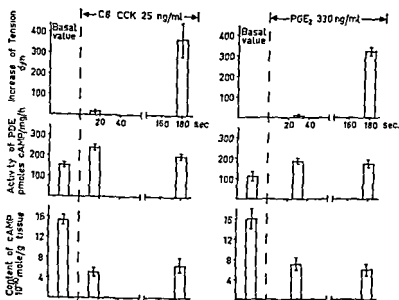 C8 CCK 25 ng/ml
PGE₂ 330 ng/ml
Basal value
Basal value
Increase of Tension dyn
400
300
200
100
400
300
200
100
20 40 160 180 sec
20 40 160 180 sec.
Activity of PDE pmoles cAMP/mg/h
300
200
100
300
200
100
Content of cAMP 10⁻¹⁰mole/g tissue
16
12
8
4
16
12
8
4